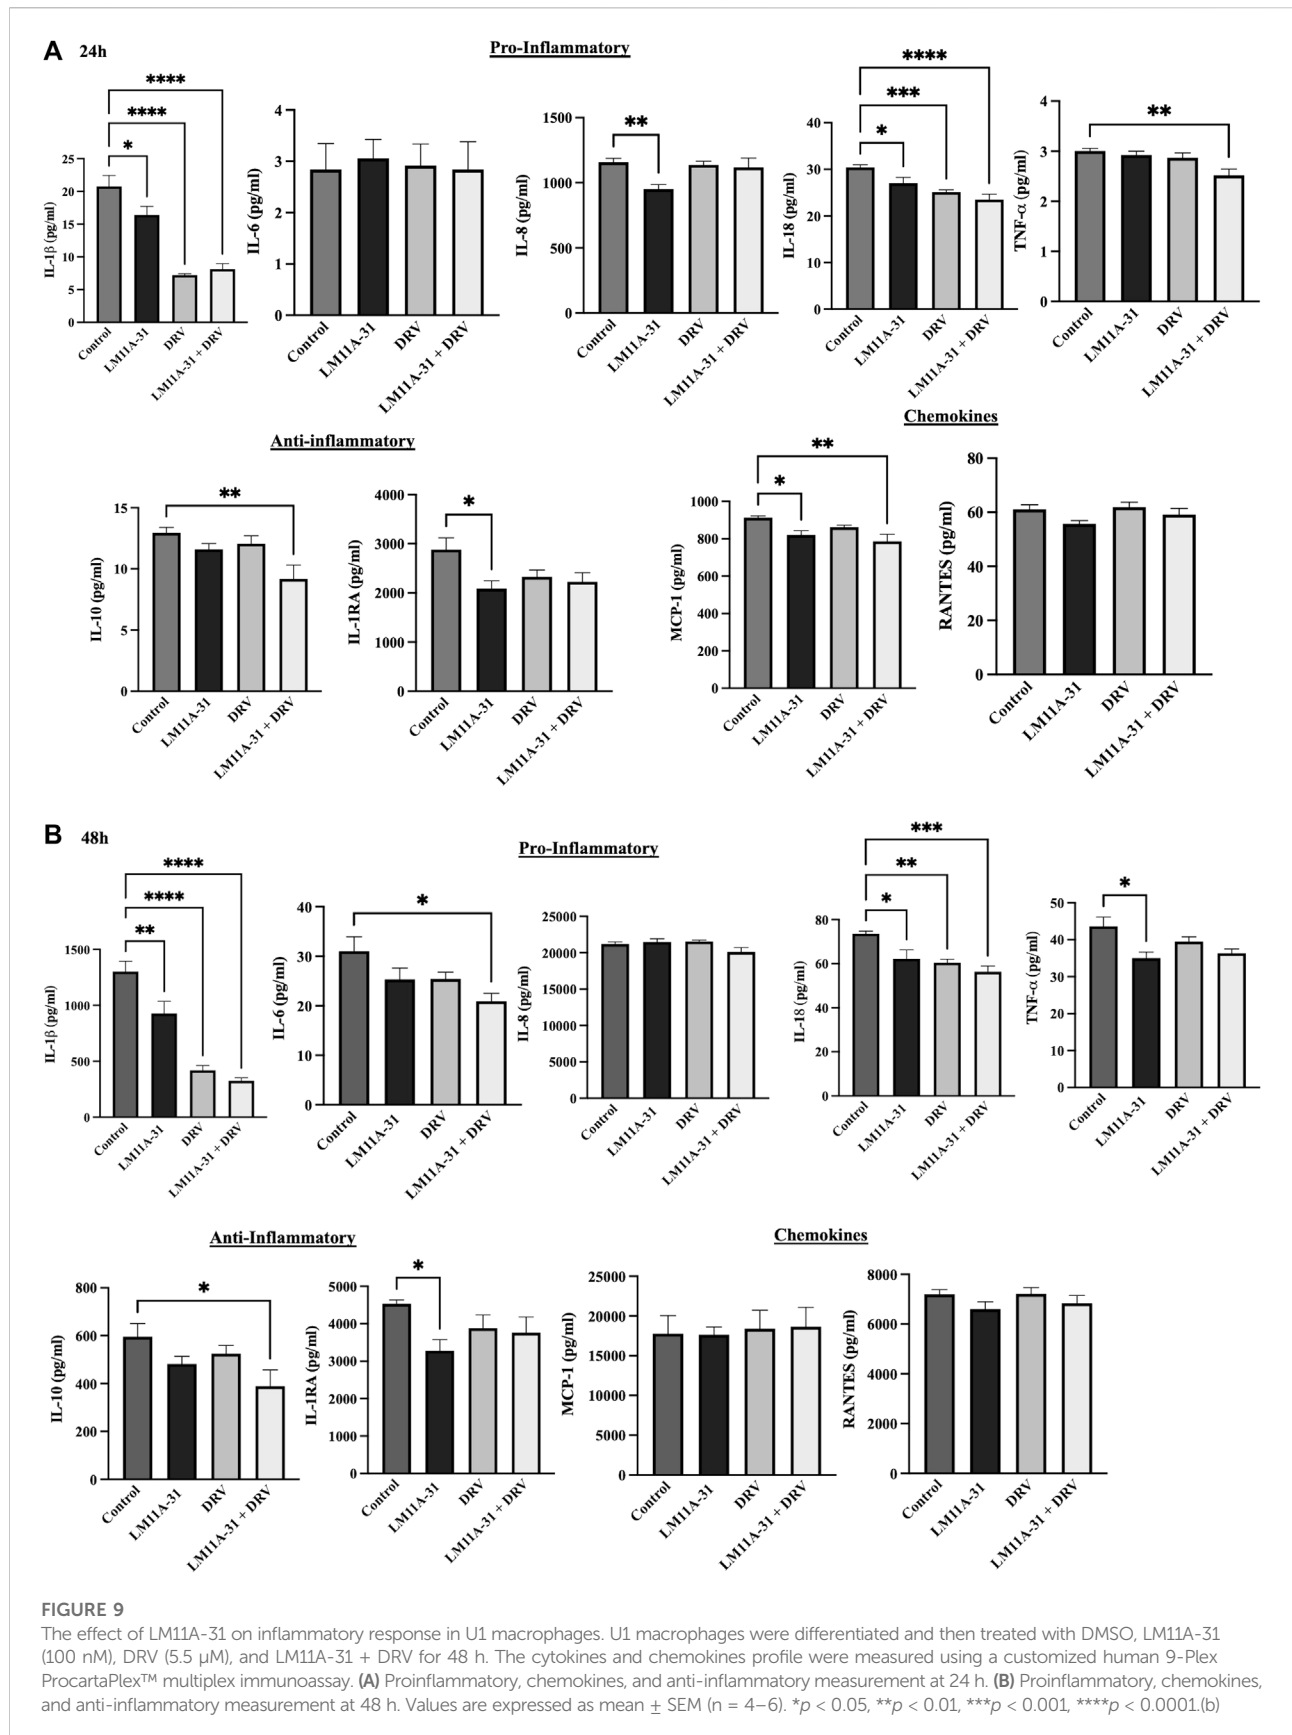 A 24h
Pro-Inflammatory
****
****
*
IL-1β (pg/ml)
25
20
15
10
5
0
Control
LM11A-31
DRV
LM11A-31 + DRV
IL-6 (pg/ml)
4
3
2
1
0
Control
LM11A-31
DRV
LM11A-31 + DRV
**
IL-8 (pg/ml)
1500
1000
500
0
Control
LM11A-31
DRV
LM11A-31 + DRV
****
***
*
IL-18 (pg/ml)
40
30
20
10
0
Control
LM11A-31
DRV
LM11A-31 + DRV
**
TNF-α (pg/ml)
4
3
2
1
0
Control
LM11A-31
DRV
LM11A-31 + DRV
Anti-inflammatory
**
IL-10 (pg/ml)
15
10
5
0
Control
LM11A-31
DRV
LM11A-31 + DRV
*
IL-1RA (pg/ml)
4000
3000
2000
1000
0
Control
LM11A-31
DRV
LM11A-31 + DRV
Chemokines
**
*
MCP-1 (pg/ml)
1000
800
600
400
200
0
Control
LM11A-31
DRV
LM11A-31 + DRV
RANTES (pg/ml)
80
60
40
20
0
Control
LM11A-31
DRV
LM11A-31 + DRV
B 48h
Pro-Inflammatory
****
****
**
IL-1β (pg/ml)
1500
1000
500
0
Control
LM11A-31
DRV
LM11A-31 + DRV
*
IL-6 (pg/ml)
40
30
20
10
0
Control
LM11A-31
DRV
LM11A-31 + DRV
IL-8 (pg/ml)
25000
20000
15000
10000
5000
0
Control
LM11A-31
DRV
LM11A-31 + DRV
***
**
*
IL-18 (pg/ml)
80
60
40
20
0
Control
LM11A-31
DRV
LM11A-31 + DRV
*
TNF-α (pg/ml)
50
40
30
20
10
0
Control
LM11A-31
DRV
LM11A-31 + DRV
Anti-Inflammatory
*
IL-10 (pg/ml)
800
600
400
200
0
Control
LM11A-31
DRV
LM11A-31 + DRV
*
IL-1RA (pg/ml)
5000
4000
3000
2000
1000
0
Control
LM11A-31
DRV
LM11A-31 + DRV
Chemokines
MCP-1 (pg/ml)
25000
20000
15000
10000
5000
0
Control
LM11A-31
DRV
LM11A-31 + DRV
RANTES (pg/ml)
8000
6000
4000
2000
0
Control
LM11A-31
DRV
LM11A-31 + DRV
FIGURE 9
The effect of LM11A-31 on inflammatory response in U1 macrophages. U1 macrophages were differentiated and then treated with DMSO, LM11A-31
(100 nM), DRV (5.5 µM), and LM11A-31 + DRV for 48 h. The cytokines and chemokines profile were measured using a customized human 9-Plex
ProcartaPlex™ multiplex immunoassay. (A) Proinflammatory, chemokines, and anti-inflammatory measurement at 24 h. (B) Proinflammatory, chemokines,
and anti-inflammatory measurement at 48 h. Values are expressed as mean ± SEM (n = 4–6). *p < 0.05, **p < 0.01, ***p < 0.001, ****p < 0.0001.(b)